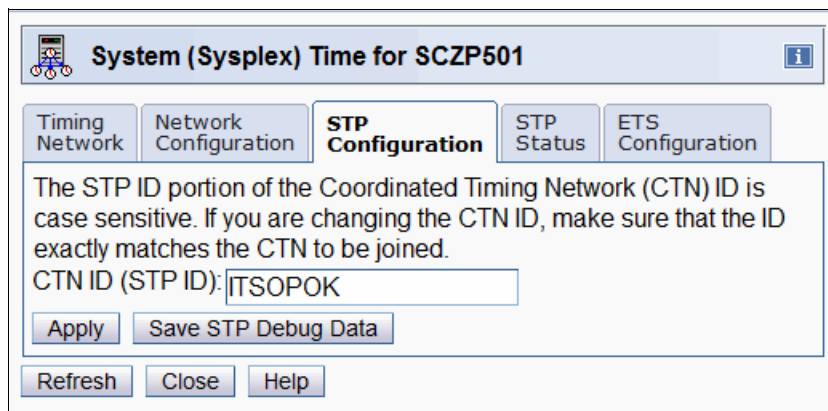 System (Sysplex) Time for SCZP501
i
Timing Network
Network Configuration
STP Configuration
STP Status
ETS Configuration
The STP ID portion of the Coordinated Timing Network (CTN) ID is
case sensitive. If you are changing the CTN ID, make sure that the ID
exactly matches the CTN to be joined.
CTN ID (STP ID): ITSOPOK
Apply Save STP Debug Data
Refresh Close Help